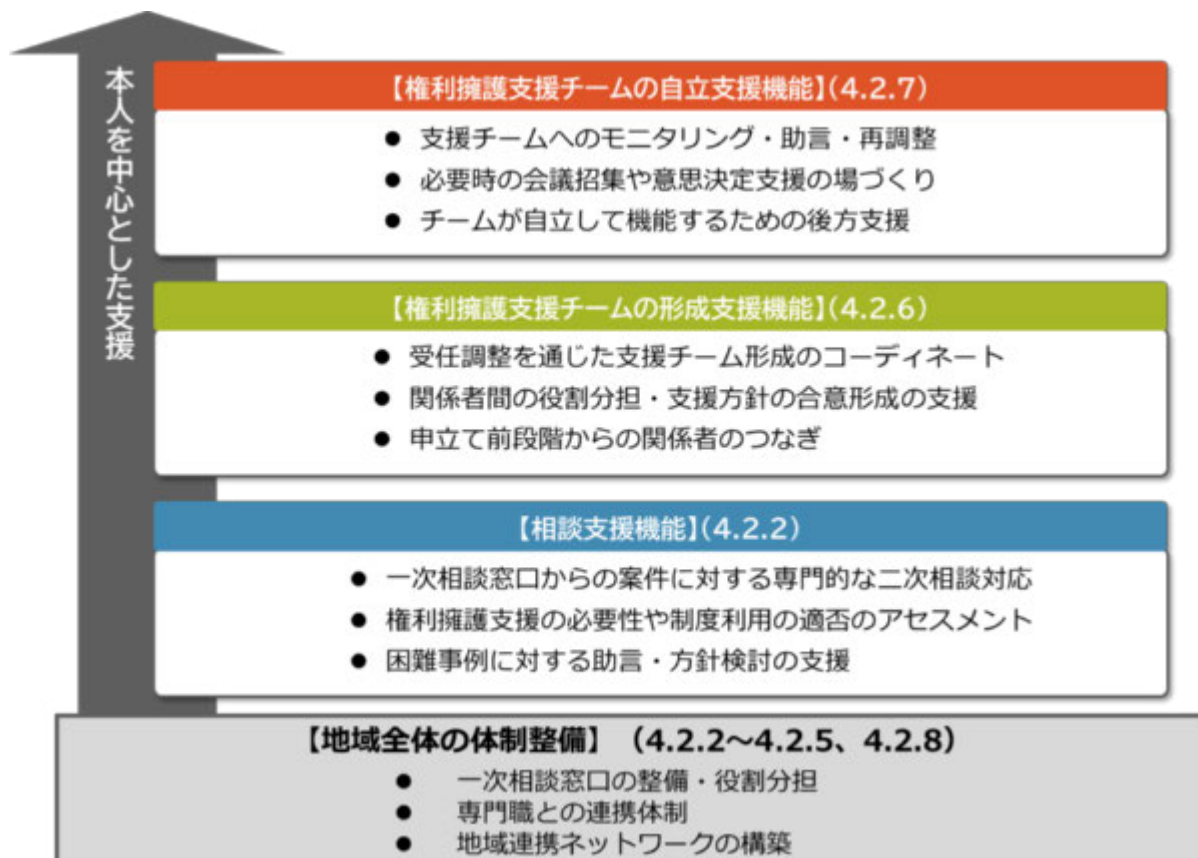 本人を中心とした支援
【権利擁護支援チームの自立支援機能】(4.2.7)
● 支援チームへのモニタリング・助言・再調整
● 必要時の会議招集や意思決定支援の場づくり
● チームが自立して機能するための後方支援
【権利擁護支援チームの形成支援機能】(4.2.6)
● 受任調整を通じた支援チーム形成のコーディネート
● 関係者間の役割分担・支援方針の合意形成の支援
● 申立て前段階からの関係者のつなぎ
【相談支援機能】(4.2.2)
● 一次相談窓口からの案件に対する専門的な二次相談対応
● 権利擁護支援の必要性や制度利用の適否のアセスメント
● 困難事例に対する助言・方針検討の支援
【地域全体の体制整備】（4.2.2～4.2.5、4.2.8）
● 一次相談窓口の整備・役割分担
● 専門職との連携体制
● 地域連携ネットワークの構築